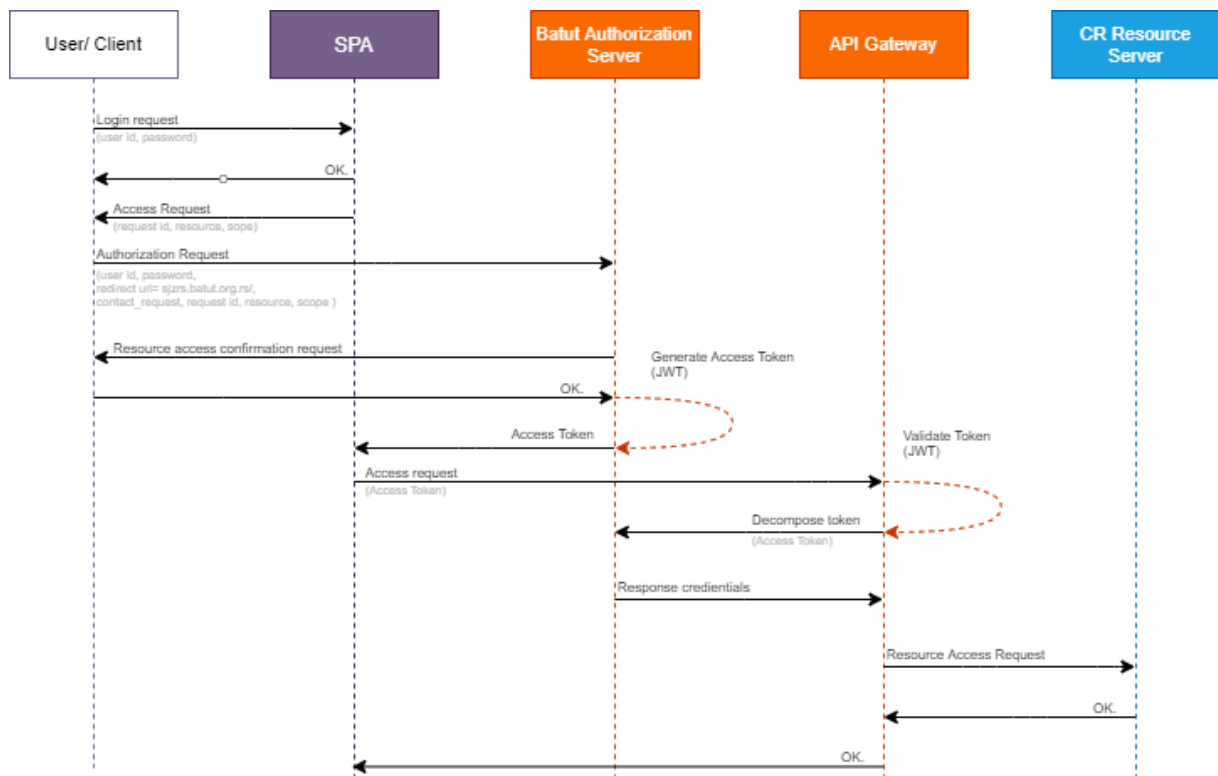 User/ Client
SPA
Batut Authorization
Server
API Gateway
CR Resource
Server
Login request
(user id, password)
OK.
Access Request
(request id, resource, sope)
Authorization Request
(user id, password,
redirect url= sjzrs.batut.org.rs/,
contact_request, request id, resource, scope )
Resource access confirmation request
Generate Access Token
(JWT)
OK.
Access Token
Validate Token
(JWT)
Access request
(Access Token)
Decompose token
(Access Token)
Response credientials
Resource Access Request
OK.
OK.